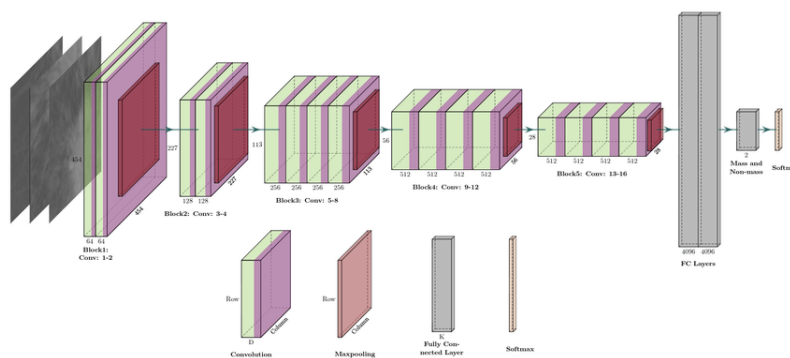 454
64 64
454
Block1:
Conv: 1-2
227
128 128
227
Block2: Conv: 3-4
113
256 256 256 256
113
Block3: Conv: 5-8
56
512 512 512 512
56
Block4: Conv: 9-12
28
512 512 512 512
28
Block5: Conv: 13-16
4096 4096
FC Layers
2
Mass and
Non-mass
Softm
Row
D
Column
Convolution
Row
Column
Maxpooling
K
Fully Con-
nected Layer
Softmax